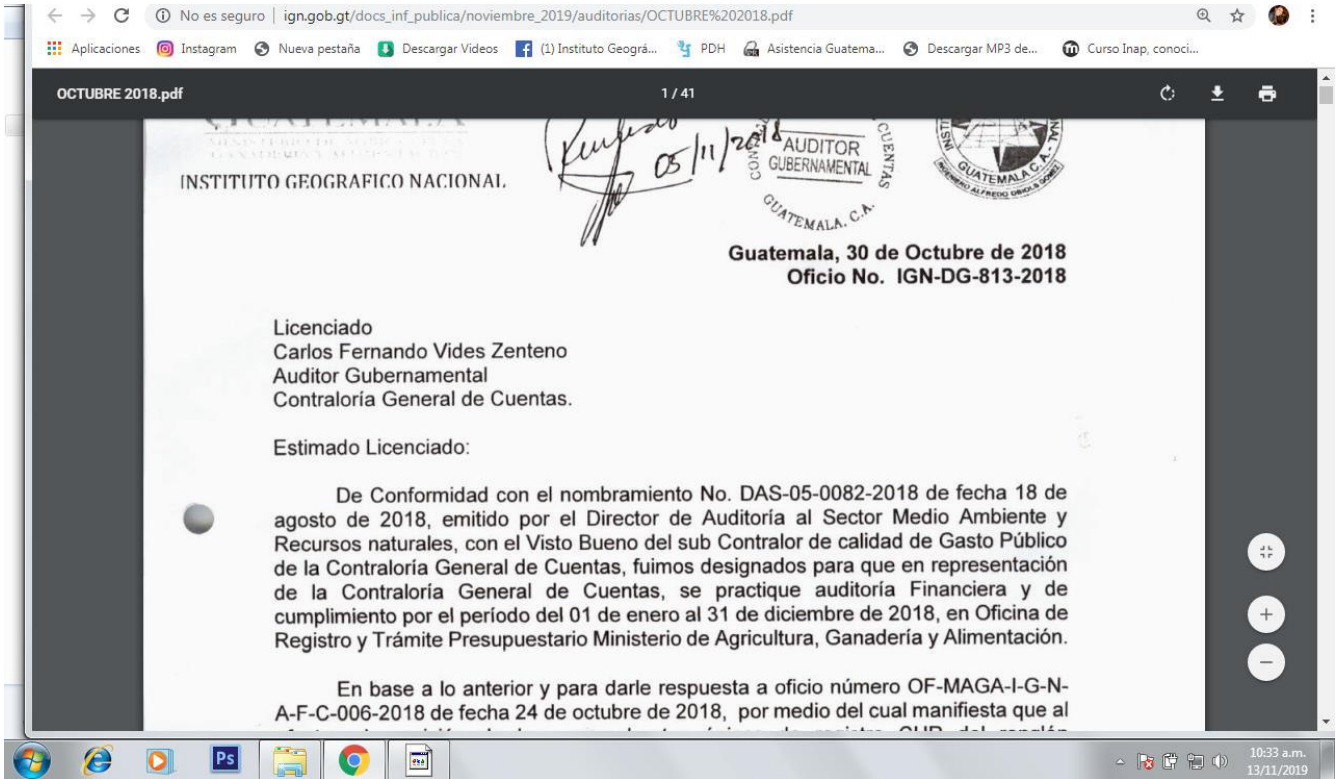 No es seguro | ign.gob.gt/docs_inf_publica/noviembre_2019/auditorias/OCTUBRE%202018.pdf
Aplicaciones Instagram Nueva pestaña Descargar Videos (1) Instituto Geográ... PDH Asistencia Guatema... Descargar MP3 de... Curso Inap, conoci...
OCTUBRE 2018.pdf 1 / 41
INSTITUTO GEOGRAFICO NACIONAL
05/11/2018
AUDITOR
GUBERNAMENTAL
CUENTAS
GUATEMALA, C.A.
GUATEMALA C.A.
Guatemala, 30 de Octubre de 2018
Oficio No. IGN-DG-813-2018
Licenciado
Carlos Fernando Vides Zenteno
Auditor Gubernamental
Contraloría General de Cuentas.
Estimado Licenciado:
De Conformidad con el nombramiento No. DAS-05-0082-2018 de fecha 18 de
agosto de 2018, emitido por el Director de Auditoría al Sector Medio Ambiente y
Recursos naturales, con el Visto Bueno del sub Contralor de calidad de Gasto Público
de la Contraloría General de Cuentas, fuimos designados para que en representación
de la Contraloría General de Cuentas, se practique auditoría Financiera y de
cumplimiento por el período del 01 de enero al 31 de diciembre de 2018, en Oficina de
Registro y Trámite Presupuestario Ministerio de Agricultura, Ganadería y Alimentación.
En base a lo anterior y para darle respuesta a oficio número OF-MAGA-I-G-N-
A-F-C-006-2018 de fecha 24 de octubre de 2018, por medio del cual manifiesta que al
Ps
10:33 a.m.
13/11/2019